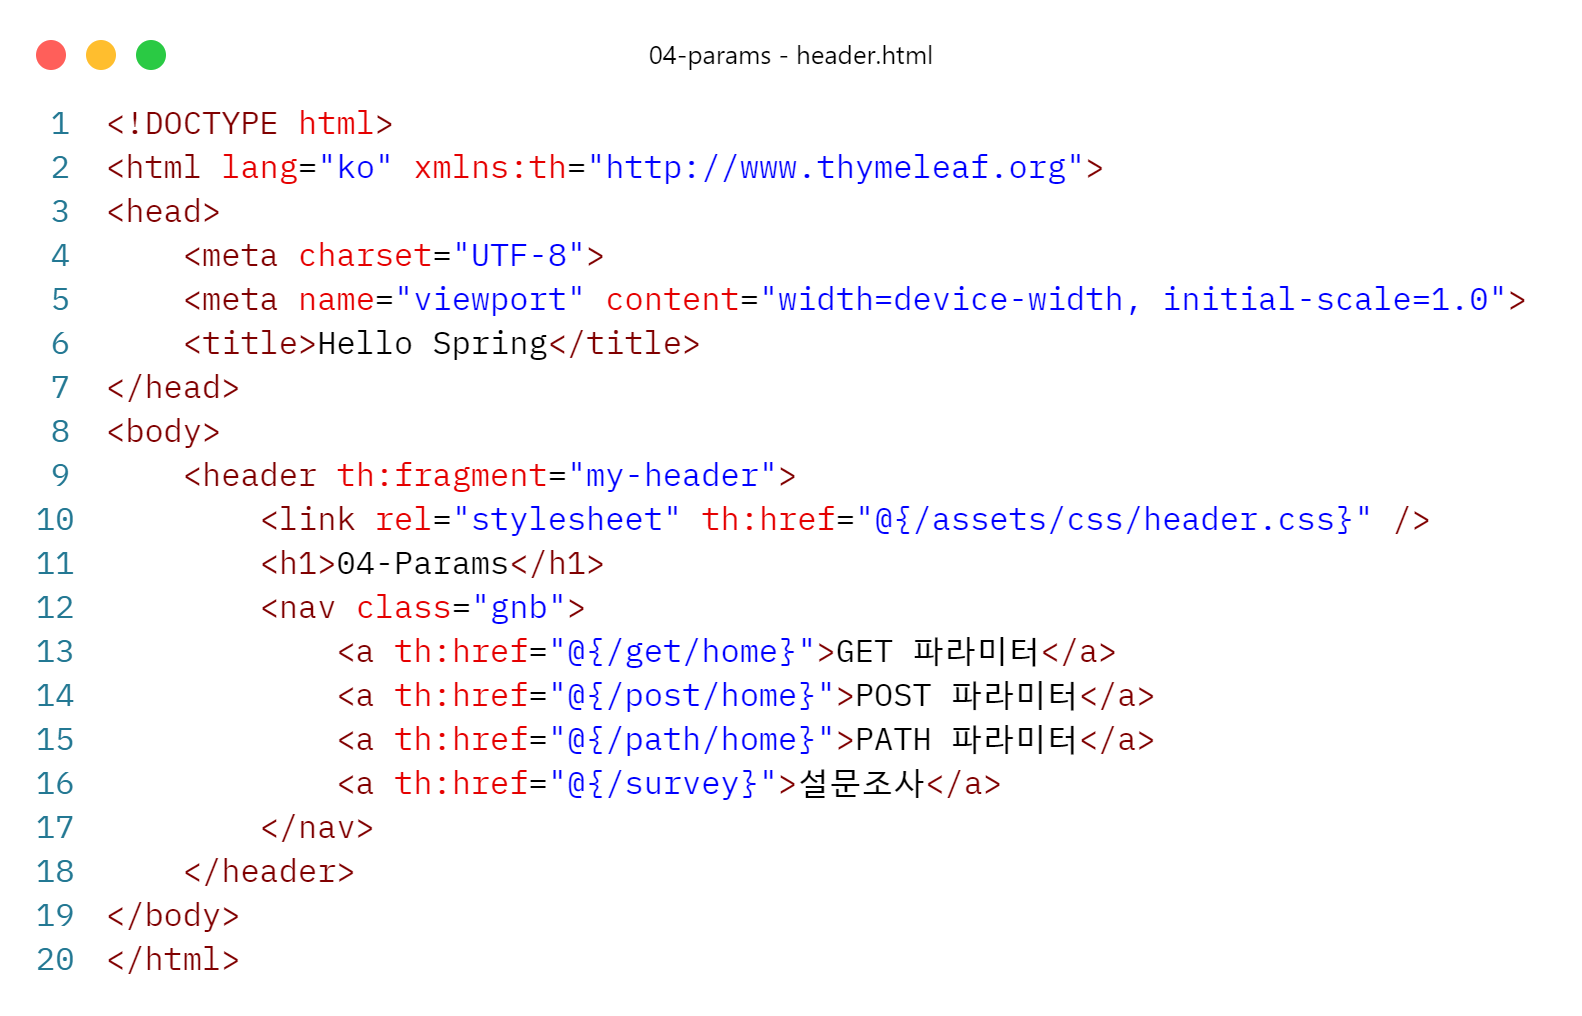 04-params - header.html
1 <!DOCTYPE html>
2 <html lang="ko" xmlns:th="http://www.thymeleaf.org">
3 <head>
4     <meta charset="UTF-8">
5     <meta name="viewport" content="width=device-width, initial-scale=1.0">
6     <title>Hello Spring</title>
7 </head>
8 <body>
9     <header th:fragment="my-header">
10         <link rel="stylesheet" th:href="@{/assets/css/header.css}" />
11         <h1>04-Params</h1>
12         <nav class="gnb">
13             <a th:href="@{/get/home}">GET 파라미터</a>
14             <a th:href="@{/post/home}">POST 파라미터</a>
15             <a th:href="@{/path/home}">PATH 파라미터</a>
16             <a th:href="@{/survey}">설문조사</a>
17         </nav>
18     </header>
19 </body>
20 </html>